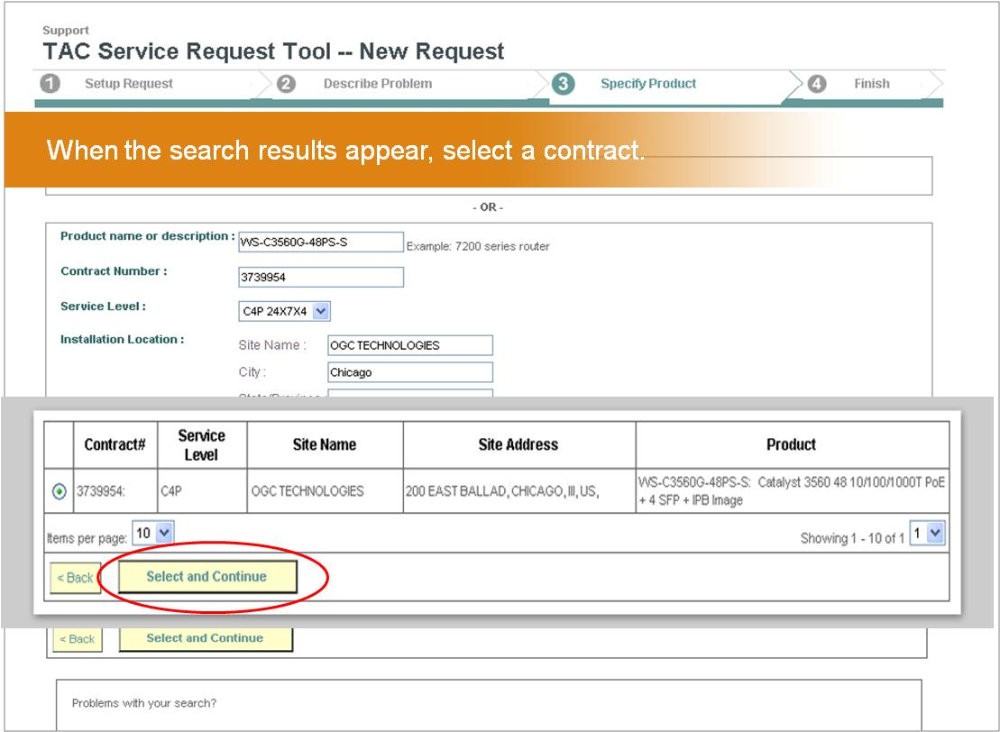 Support
TAC Service Request Tool -- New Request
1 Setup Request 2 Describe Problem 3 Specify Product 4 Finish
When the search results appear, select a contract.
- OR -
Product name or description : WS-C3560G-48PS-S Example: 7200 series router
Contract Number : 3739954
Service Level : C4P 24X7X4
Installation Location : Site Name : OGC TECHNOLOGIES
City : Chicago
State/Province :
Contract# Service Level Site Name Site Address Product
3739954: C4P OGC TECHNOLOGIES 200 EAST BALLAD, CHICAGO, Ill, US, WS-C3560G-48PS-S: Catalyst 3560 48 10/100/1000T PoE
+ 4 SFP + IPB Image
Items per page: 10 Showing 1 - 10 of 1 1
< Back Select and Continue
< Back Select and Continue
Problems with your search?